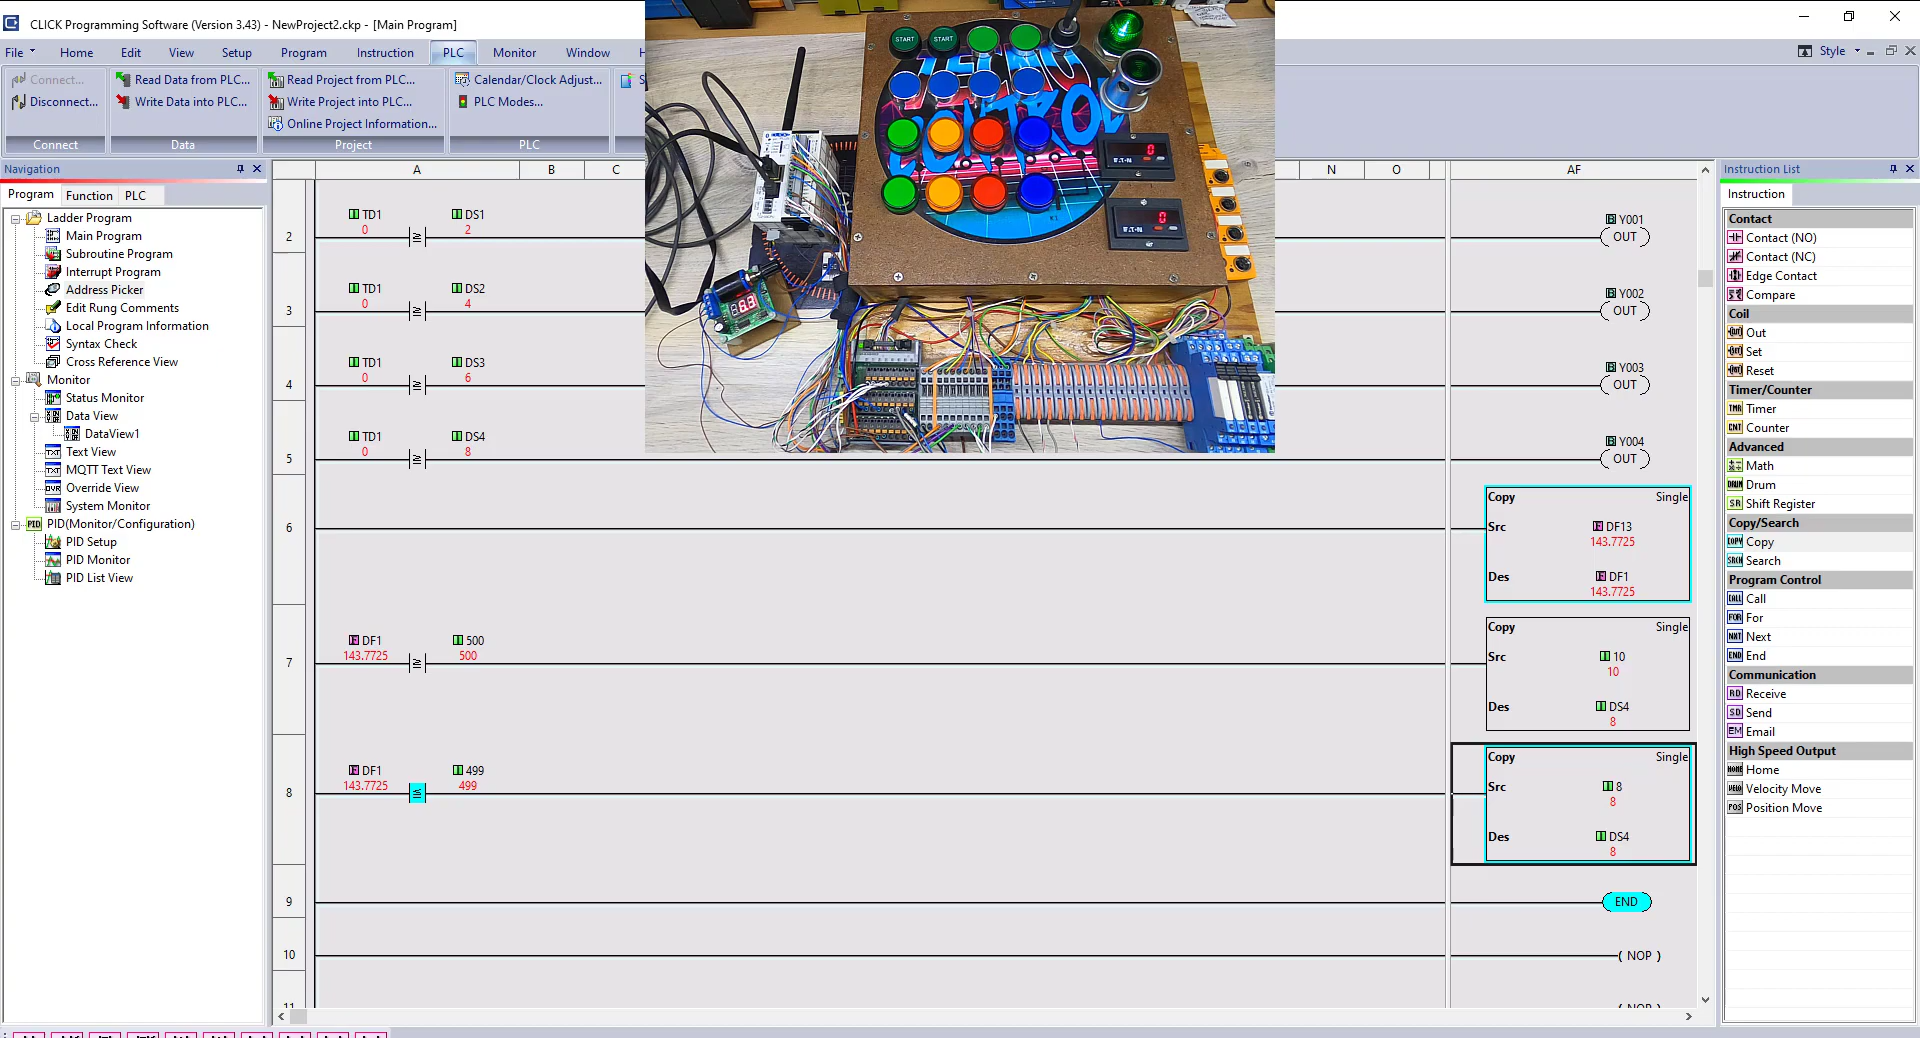 CLICK Programming Software (Version 3.43) - NewProject2.ckp - [Main Program]
File Home Edit View Setup Program Instruction PLC Monitor Window Style
Connect... Read Data from PLC... Read Project from PLC... Calendar/Clock Adjust...
Disconnect... Write Data into PLC... Write Project into PLC... PLC Modes...
Online Project Information...
Connect Data Project PLC
Navigation
Program Function PLC
Ladder Program
Main Program
Subroutine Program
Interrupt Program
Address Picker
Edit Rung Comments
Local Program Information
Syntax Check
Cross Reference View
Monitor
Status Monitor
Data View
DataView1
Text View
MQTT Text View
Override View
System Monitor
PID(Monitor/Configuration)
PID Setup
PID Monitor
PID List View
A B C N O AF
2 TD1 DS1 Y001
0 2 OUT
3 TD1 DS2 Y002
0 4 OUT
4 TD1 DS3 Y003
0 6 OUT
5 TD1 DS4 Y004
0 8 OUT
6 Copy Single
Src DF13
143.7725
Des DF1
143.7725
7 DF1 500
143.7725 500
Copy Single
Src 10
10
Des DS4
8
8 DF1 499
143.7725 499
Copy Single
Src 8
8
Des DS4
8
9 END
10 ( NOP )
11 ( NOP )
START START
CONTROL
0
EATON
0
EATON
Instruction List
Instruction
Contact
Contact (NO)
Contact (NC)
Edge Contact
Compare
Coil
Out
Set
Reset
Timer/Counter
Timer
Counter
Advanced
Math
Drum
Shift Register
Copy/Search
Copy
Search
Program Control
Call
For
Next
End
Communication
Receive
Send
Email
High Speed Output
Home
Velocity Move
Position Move